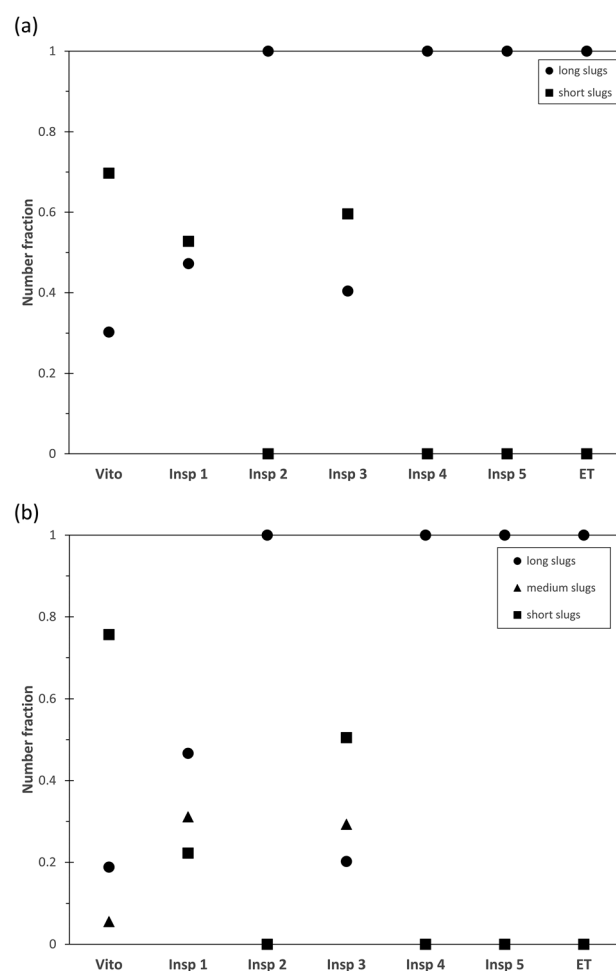 (a)
1
0.8
0.6
0.4
0.2
0
Number fraction
long slugs
short slugs
Vito Insp 1 Insp 2 Insp 3 Insp 4 Insp 5 ET
(b)
1
0.8
0.6
0.4
0.2
0
Number fraction
long slugs
medium slugs
short slugs
Vito Insp 1 Insp 2 Insp 3 Insp 4 Insp 5 ET